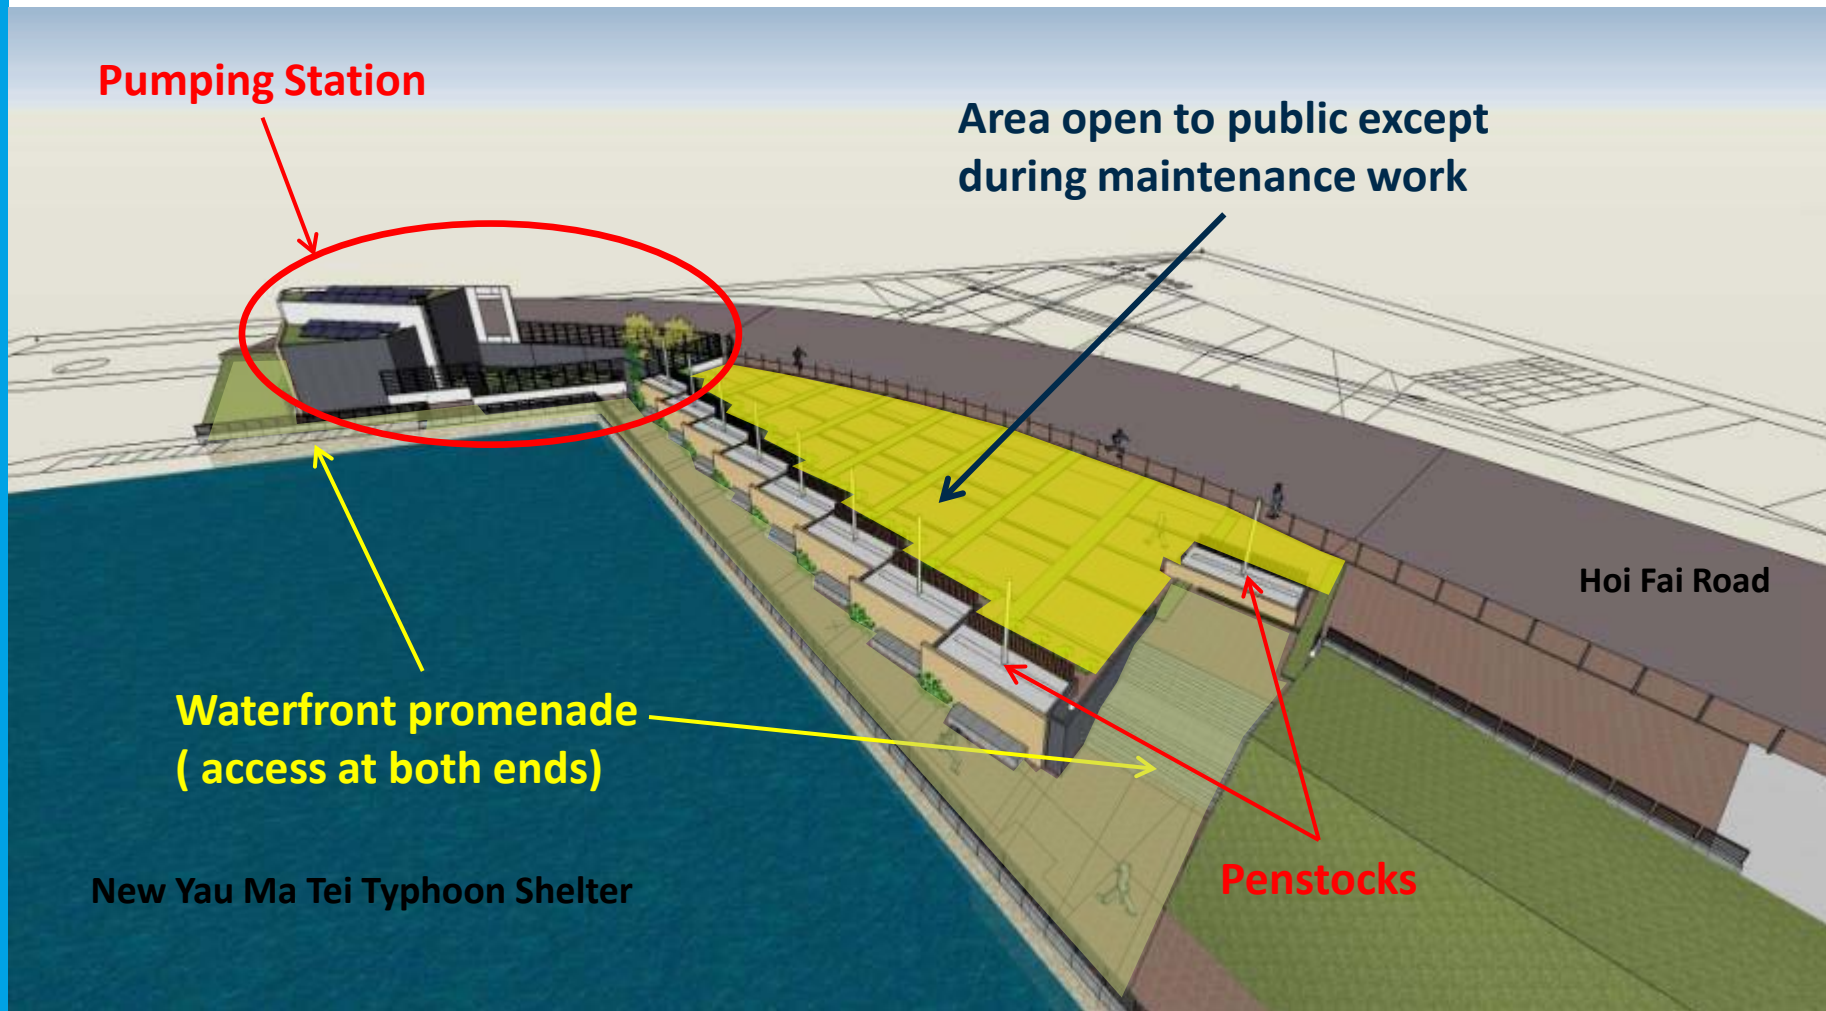 Pumping Station
Area open to public except
during maintenance work
Hoi Fai Road
Waterfront promenade
( access at both ends)
Penstocks
New Yau Ma Tei Typhoon Shelter